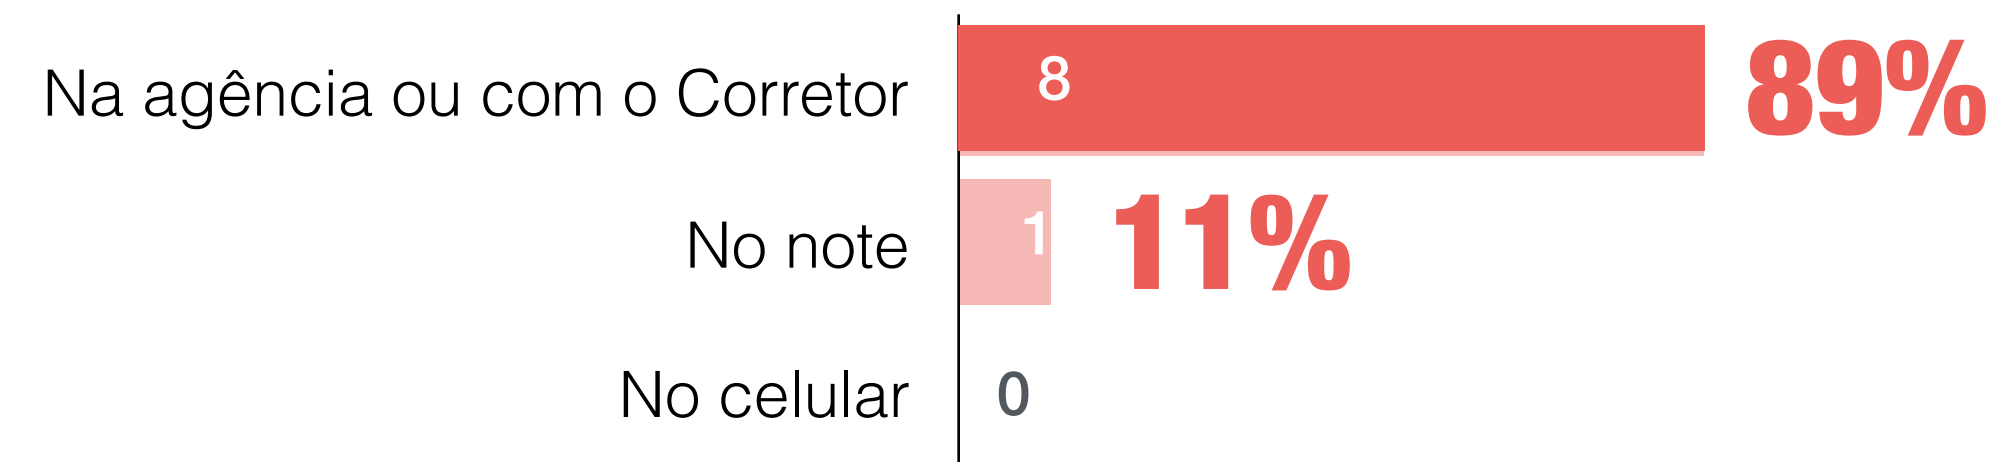 Na agência ou com o Corretor 8 89%
No note 1 11%
No celular 0